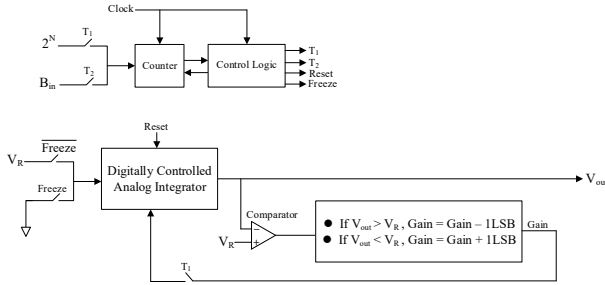 Clock
2^N
T₁
B_in
T₂
Counter
Control Logic
T₁
T₂
Reset
Freeze
Reset
Freeze
V_R
Freeze
Digitally Controlled
Analog Integrator
V_ou
Comparator
−
V_R
+
● If V_out > V_R , Gain = Gain – 1LSB
● If V_out < V_R , Gain = Gain + 1LSB
Gain
T₁